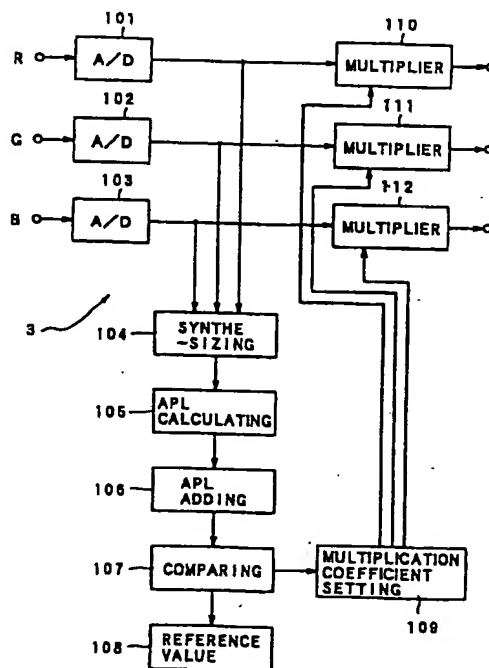 101
110
R
A/D
MULTIPLIER
102
111
G
A/D
MULTIPLIER
103
112
B
A/D
MULTIPLIER
3
104
SYNTHE
-SIZING
105
APL
CALCULATING
106
APL
ADDING
107
COMPARING
MULTIPLICATION
COEFFICIENT
SETTING
108
REFERENCE
VALUE
109